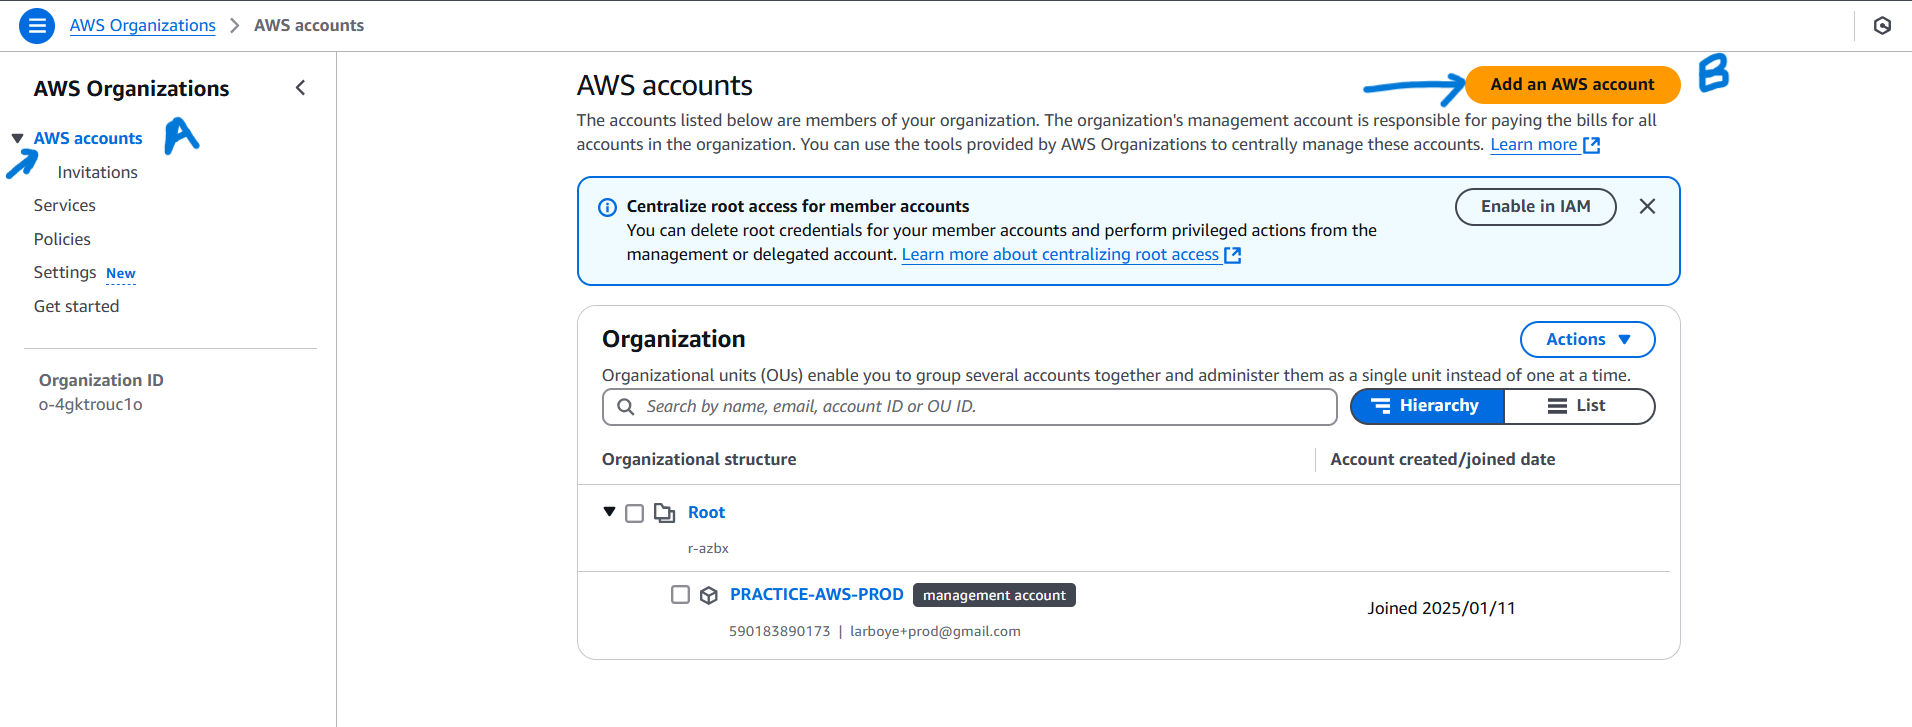 AWS Organizations > AWS accounts
AWS Organizations
AWS accounts A
Invitations
Services
Policies
Settings New
Get started
Organization ID
o-4gktrouc1o
AWS accounts
Add an AWS account B
The accounts listed below are members of your organization. The organization's management account is responsible for paying the bills for all
accounts in the organization. You can use the tools provided by AWS Organizations to centrally manage these accounts. Learn more
Centralize root access for member accounts
You can delete root credentials for your member accounts and perform privileged actions from the
management or delegated account. Learn more about centralizing root access
Enable in IAM
Organization
Actions
Organizational units (OUs) enable you to group several accounts together and administer them as a single unit instead of one at a time.
Search by name, email, account ID or OU ID.
Hierarchy List
Organizational structure Account created/joined date
Root
r-azbx
PRACTICE-AWS-PROD management account
590183890173 | larboye+prod@gmail.com
Joined 2025/01/11